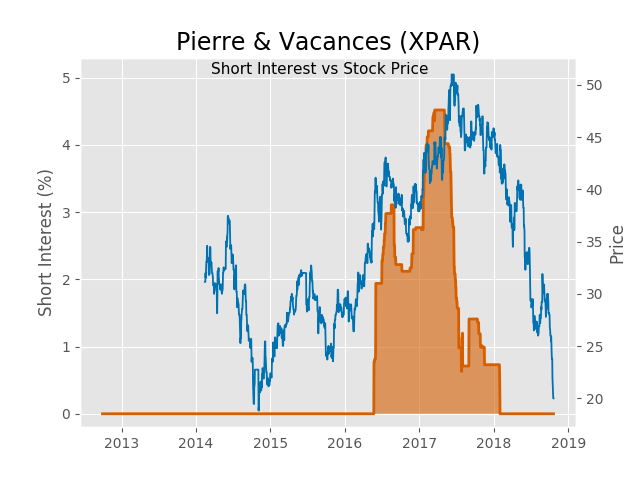 Pierre & Vacances (XPAR)
Short Interest vs Stock Price
Short Interest (%)
5
4
3
2
1
0
50
45
40
35
30
25
20
Price
2013 2014 2015 2016 2017 2018 2019